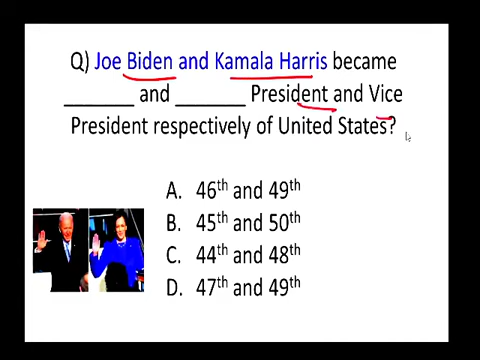 Q) Joe Biden and Kamala Harris became
_______ and _______ President and Vice
President respectively of United States?
A. 46th and 49th
B. 45th and 50th
C. 44th and 48th
D. 47th and 49th